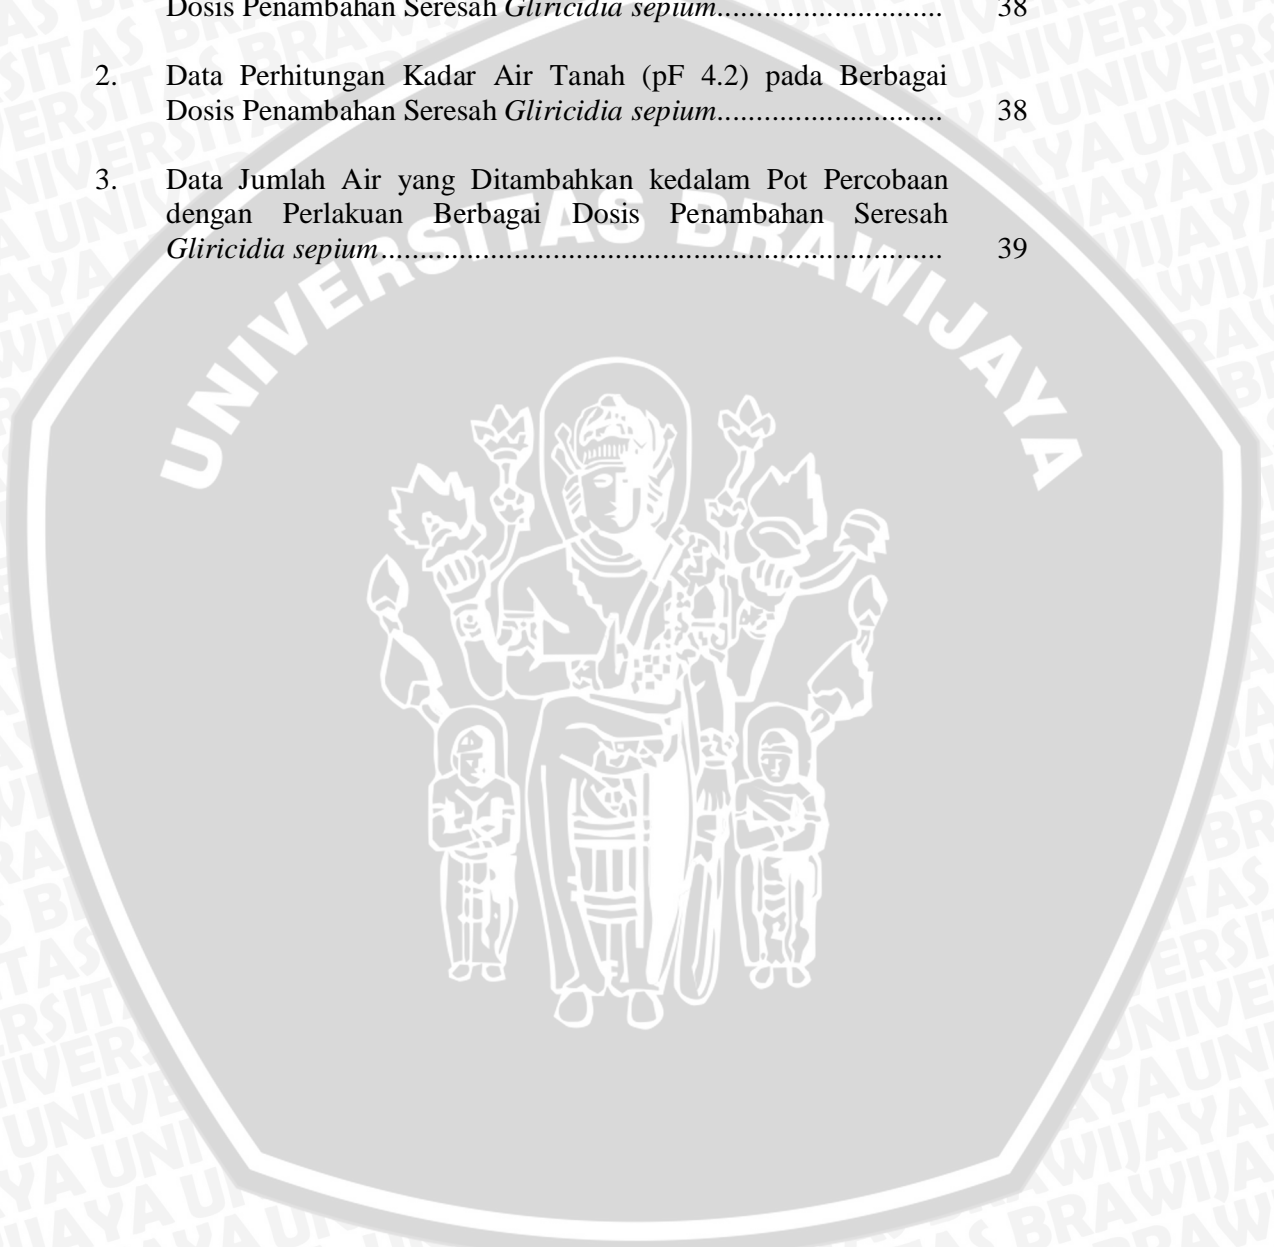 Dosis Penambahan Seresah Gliricidia sepium............................. 38
2. Data Perhitungan Kadar Air Tanah (pF 4.2) pada Berbagai
Dosis Penambahan Seresah Gliricidia sepium............................. 38
3. Data Jumlah Air yang Ditambahkan kedalam Pot Percobaan
dengan Perlakuan Berbagai Dosis Penambahan Seresah
Gliricidia sepium........................................................................ 39
UNIVERSITAS BRAWIJAYA